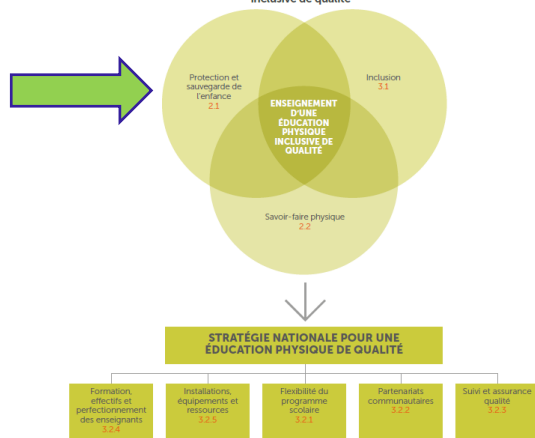 inclusive de qualité
Protection et
sauvegarde de
l'enfance
2.1
Inclusion
3.1
ENSEIGNEMENT
D'UNE
ÉDUCATION
PHYSIQUE
INCLUSIVE DE
QUALITÉ
Savoir-faire physique
2.2
STRATÉGIE NATIONALE POUR UNE
ÉDUCATION PHYSIQUE DE QUALITÉ
Formation,
effectifs et
perfectionnement
des enseignants
3.2.4
Installations,
équipements et
ressources
3.2.5
Flexibilité du
programme
scolaire
3.2.1
Partenariats
communautaires
3.2.2
Suivi et assurance
qualité
3.2.3